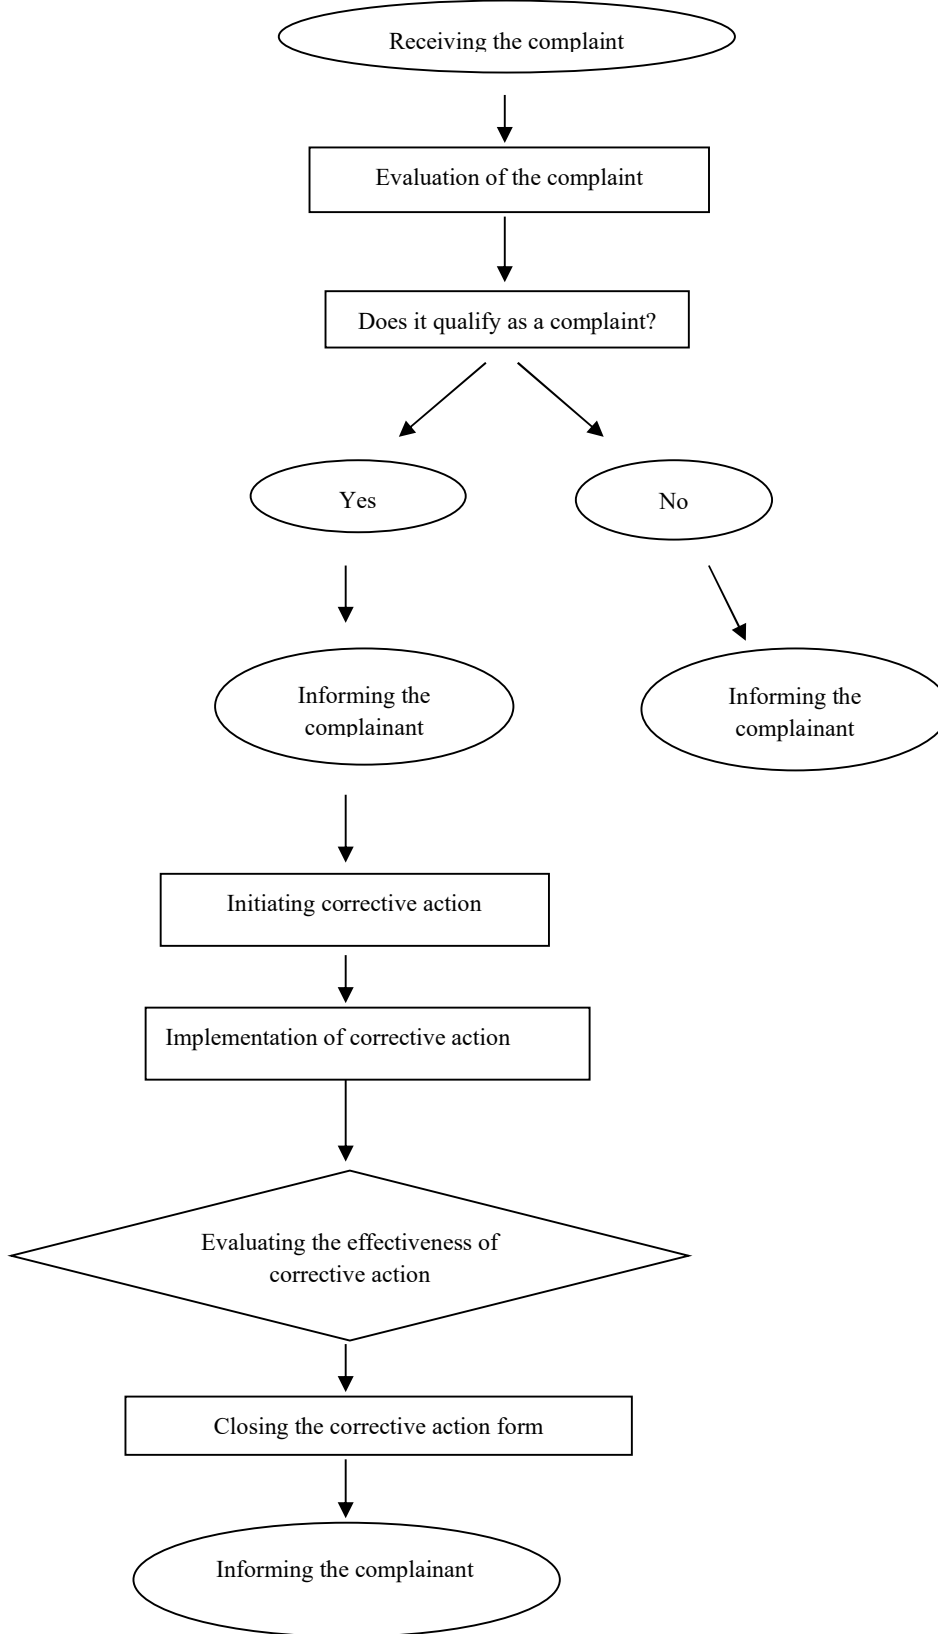 Receiving the complaint
Evaluation of the complaint
Does it qualify as a complaint?
Yes
No
Informing the
complainant
Informing the
complainant
Initiating corrective action
Implementation of corrective action
Evaluating the effectiveness of
corrective action
Closing the corrective action form
Informing the complainant